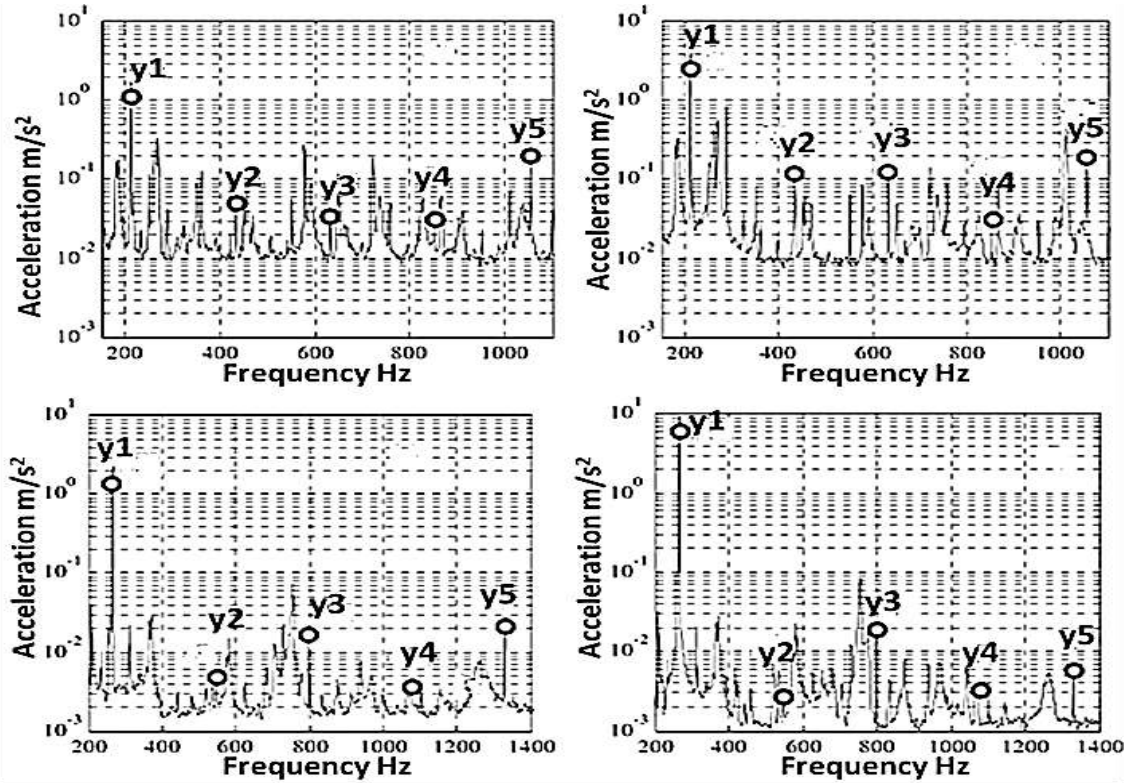 10¹
y1
10⁰
y2
y3
y4
y5
10⁻¹
10⁻²
10⁻³
200 400 600 800 1000
Frequency Hz
Acceleration m/s²
10¹
y1
10⁰
y2
y3
y4
y5
10⁻¹
10⁻²
10⁻³
200 400 600 800 1000
Frequency Hz
Acceleration m/s²
10¹
y1
10⁰
10⁻¹
y2
y3
y4
y5
10⁻²
10⁻³
200 400 600 800 1000 1200 1400
Frequency Hz
Acceleration m/s²
10¹
y1
10⁰
10⁻¹
y2
y3
y4
y5
10⁻²
10⁻³
200 400 600 800 1000 1200 1400
Frequency Hz
Acceleration m/s²